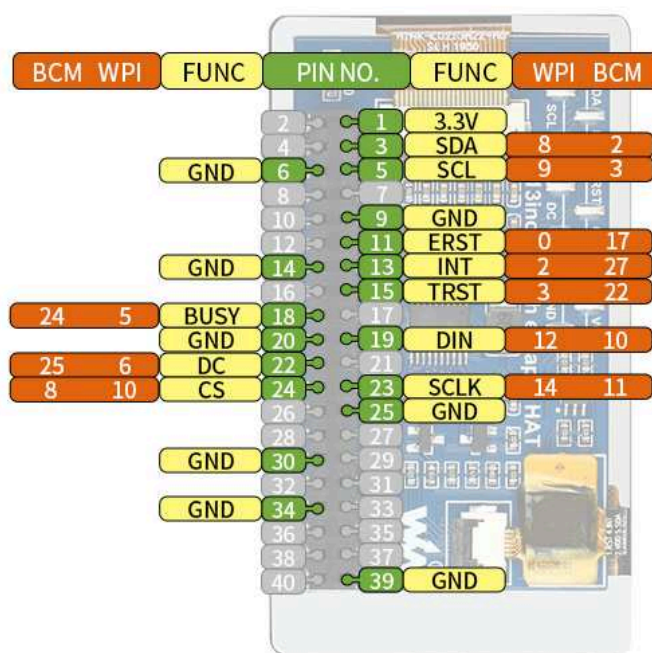 BCM WPI FUNC PIN NO. FUNC WPI BCM
2 1 3.3V
4 3 SDA 8 2
GND 6 5 SCL 9 3
8 7
10 9 GND
12 11 ERST 0 17
GND 14 13 INT 2 27
16 15 TRST 3 22
24 5 BUSY 18 17
GND 20 19 DIN 12 10
25 6 DC 22 21
8 10 CS 24 23 SCLK 14 11
26 25 GND
28 27
GND 30 29
32 31
GND 34 33
36 35
38 37
40 39 GND
SCL
DC
HAT